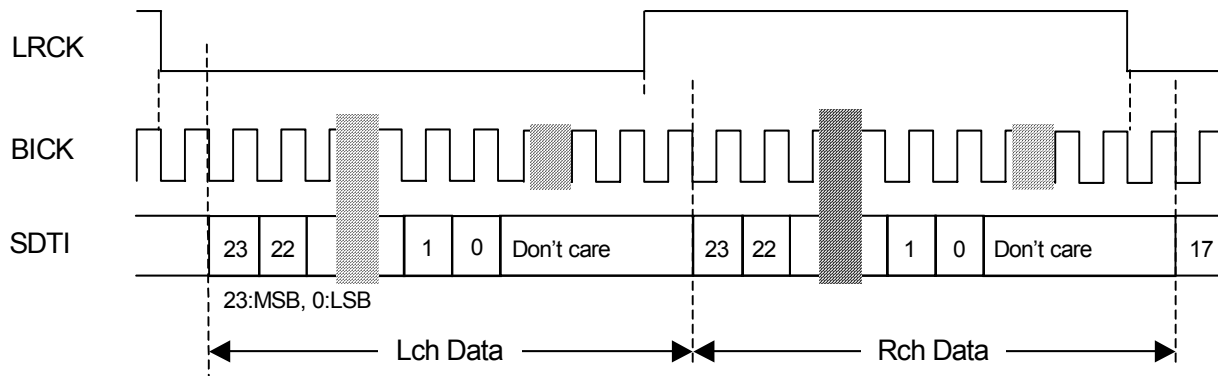 LRCK
BICK
SDTI
23 22 1 0 Don't care 23 22 1 0 Don't care 17
23:MSB, 0:LSB
Lch Data Rch Data